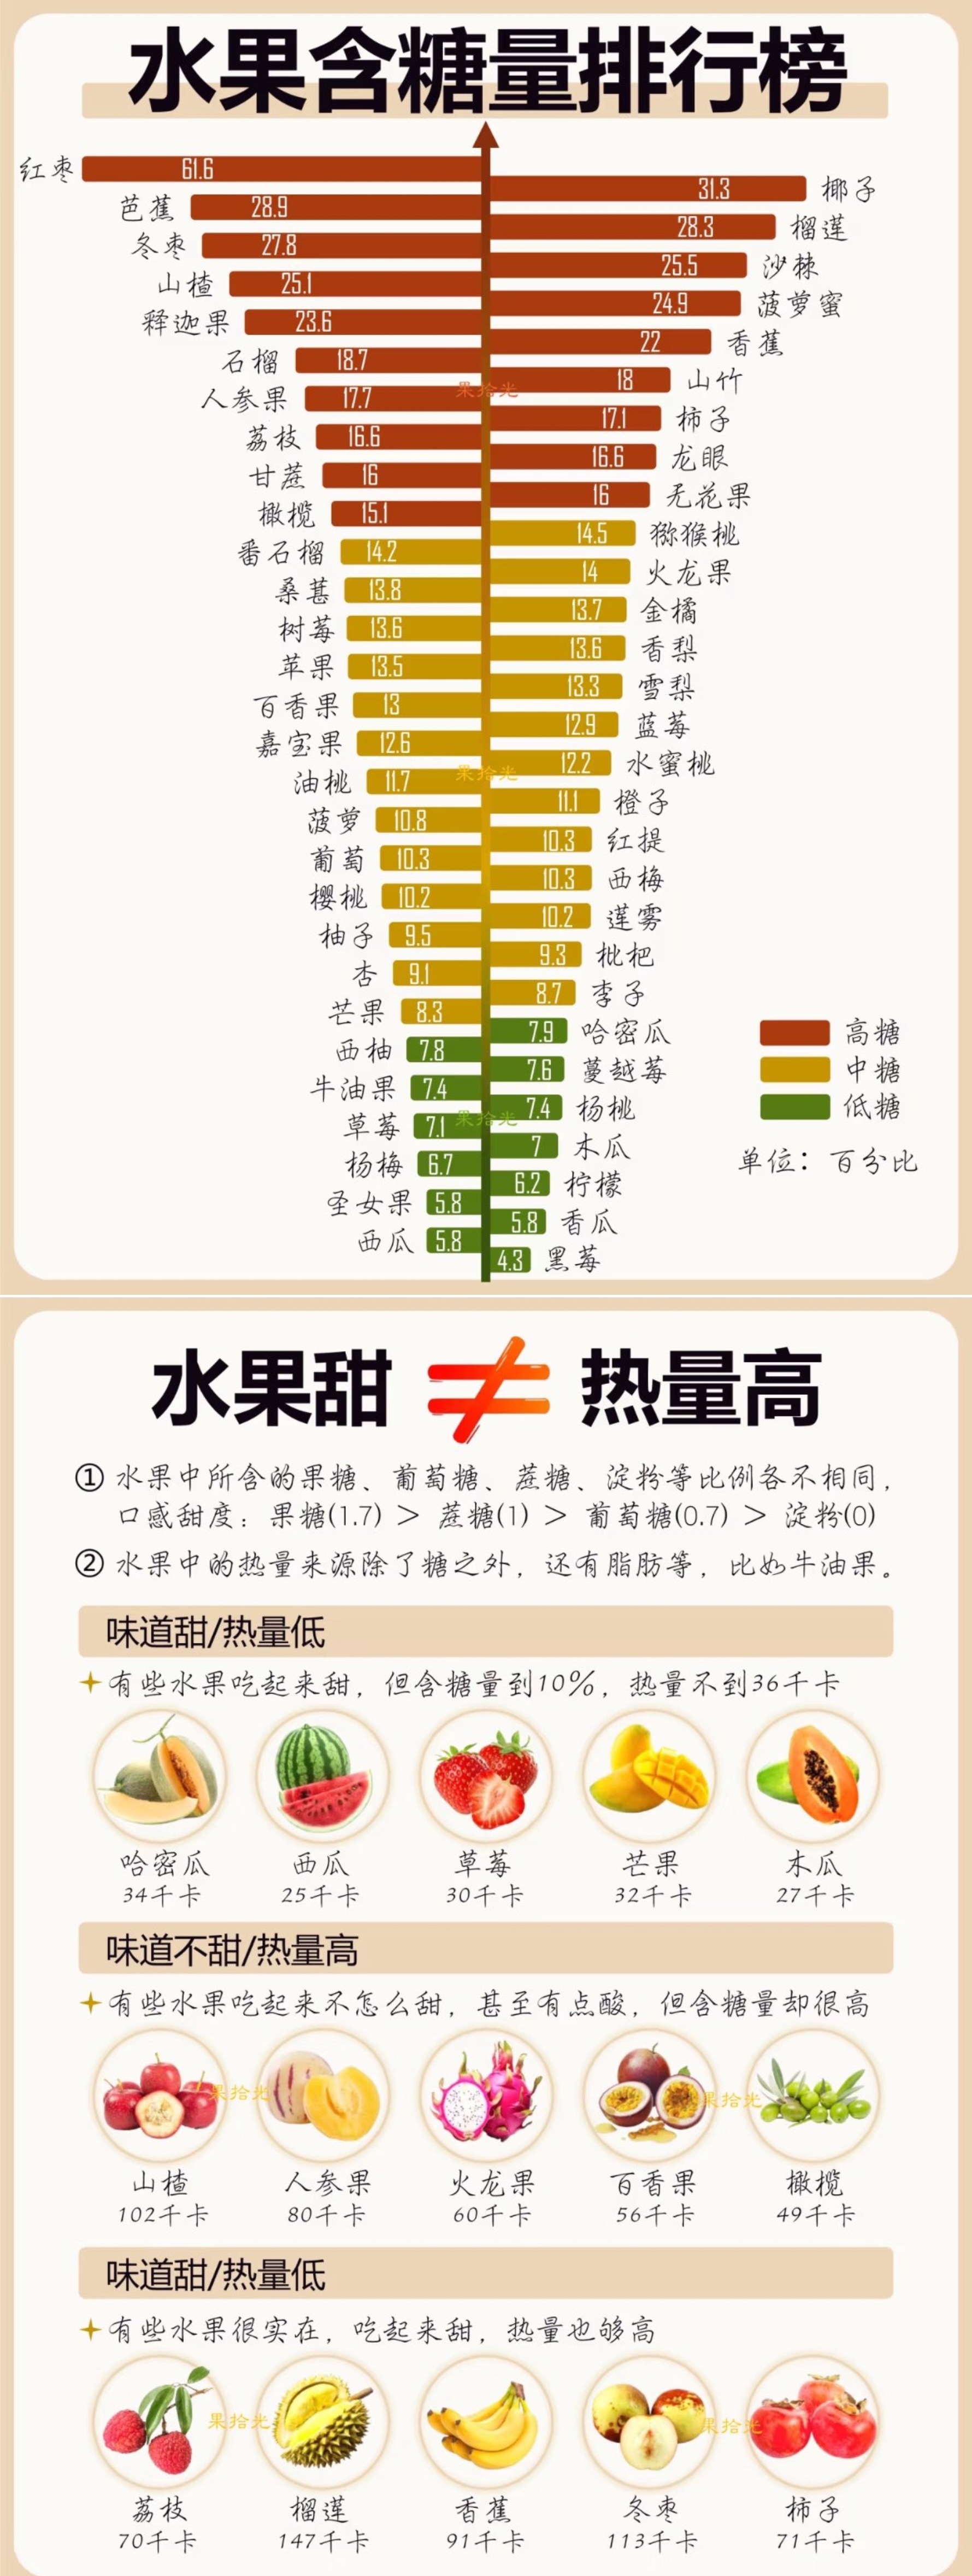 水果含糖量排行榜
红枣 61.6
31.3 椰子
芭蕉 28.9
28.3 榴莲
冬枣 27.8
25.5 沙棘
山楂 25.1
24.9 菠萝蜜
释迦果 23.6
22 香蕉
石榴 18.7
18 山竹
果拾光
人参果 17.7
17.1 柿子
荔枝 16.6
16.6 龙眼
甘蔗 16
16 无花果
橄榄 15.1
14.5 猕猴桃
番石榴 14.2
14 火龙果
桑葚 13.8
13.7 金橘
树莓 13.6
13.6 香梨
苹果 13.5
13.3 雪梨
百香果 13
12.9 蓝莓
嘉宝果 12.6
12.2 水蜜桃
果拾光
油桃 11.7
11.1 橙子
菠萝 10.8
10.3 红提
葡萄 10.3
10.3 西梅
樱桃 10.2
10.2 莲雾
柚子 9.5
9.3 枇杷
杏 9.1
8.7 李子
芒果 8.3
7.9 哈密瓜
高糖
西柚 7.8
7.6 蔓越莓
中糖
牛油果 7.4
7.4 杨桃
低糖
果拾光
草莓 7.1
7 木瓜
单位：百分比
杨梅 6.7
6.2 柠檬
圣女果 5.8
5.8 香瓜
西瓜 5.8
4.3 黑莓
水果甜 ≠ 热量高
① 水果中所含的果糖、葡萄糖、蔗糖、淀粉等比例各不相同，
口感甜度：果糖(1.7) > 蔗糖(1) > 葡萄糖(0.7) > 淀粉(0)
② 水果中的热量来源除了糖之外，还有脂肪等，比如牛油果。
味道甜/热量低
有些水果吃起来甜，但含糖量到10%，热量不到36千卡
哈密瓜 西瓜 草莓 芒果 木瓜
34千卡 25千卡 30千卡 32千卡 27千卡
味道不甜/热量高
有些水果吃起来不怎么甜，甚至有点酸，但含糖量却很高
果拾光 果拾光
山楂 人参果 火龙果 百香果 橄榄
102千卡 80千卡 60千卡 56千卡 49千卡
味道甜/热量低
有些水果很实在，吃起来甜，热量也够高
果拾光 果拾光
荔枝 榴莲 香蕉 冬枣 柿子
70千卡 147千卡 91千卡 113千卡 71千卡